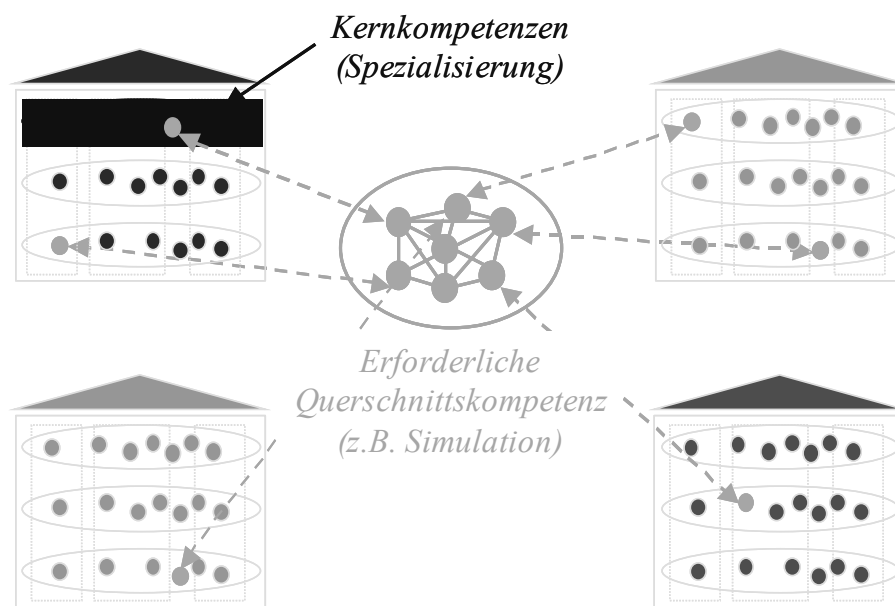 Kernkompetenzen
(Spezialisierung)
Erforderliche
Querschnittskompetenz
(z.B. Simulation)